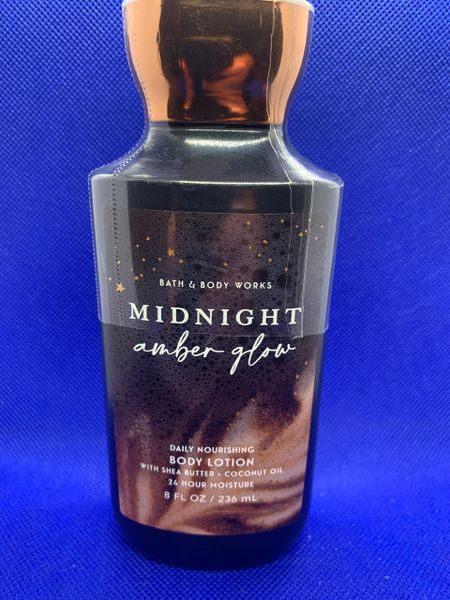 BATH & BODY WORKS
MIDNIGHT
amber glow
DAILY NOURISHING
BODY LOTION
WITH SHEA BUTTER + COCONUT OIL
24 HOUR MOISTURE
8 FL OZ / 236 mL